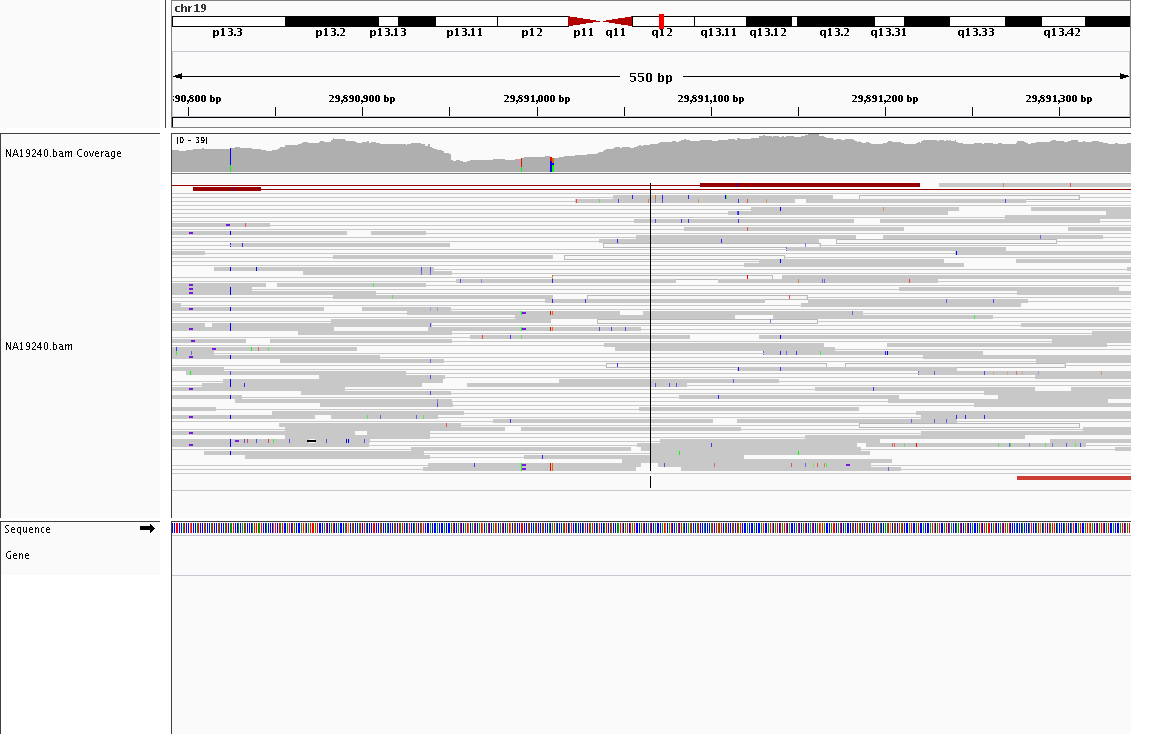 chr19
p13.3 p13.2 p13.13 p13.11 p12 p11 q11 q12 q13.11 q13.12 q13.2 q13.31 q13.33 q13.42
550 bp
90,800 bp 29,890,900 bp 29,891,000 bp 29,891,100 bp 29,891,200 bp 29,891,300 bp
NA19240.bam Coverage
[0 - 39]
NA19240.bam
Sequence
Gene